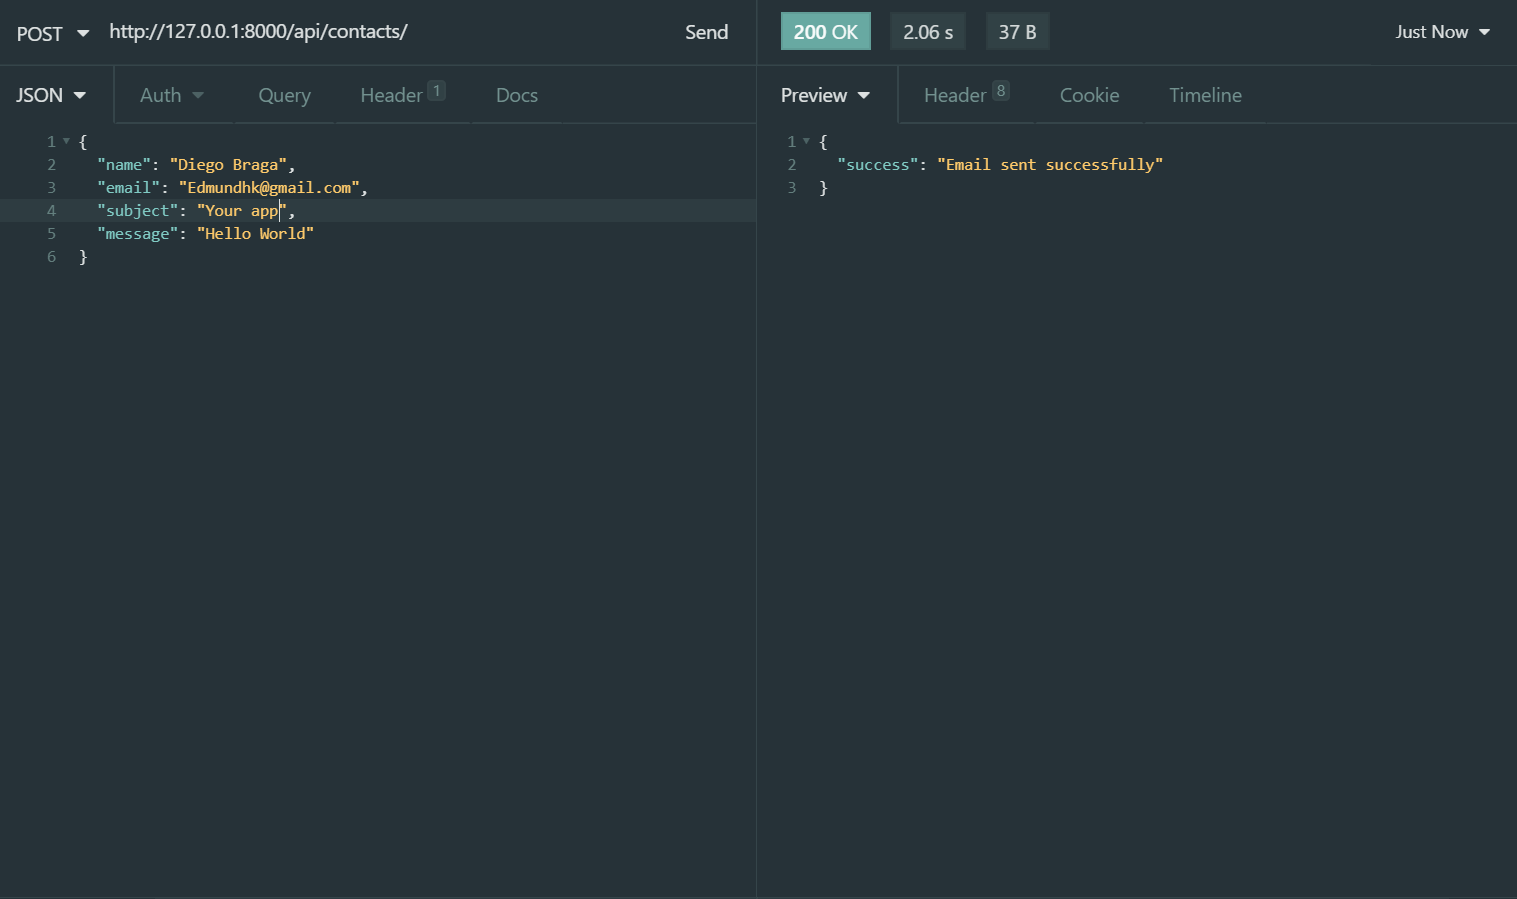 POST http://127.0.0.1:8000/api/contacts/ Send
JSON Auth Query Header 1 Docs
1 {
2 "name": "Diego Braga",
3 "email": "Edmundhk@gmail.com",
4 "subject": "Your app",
5 "message": "Hello World"
6 }
200 OK 2.06 s 37 B Just Now
Preview Header 8 Cookie Timeline
1 {
2 "success": "Email sent successfully"
3 }